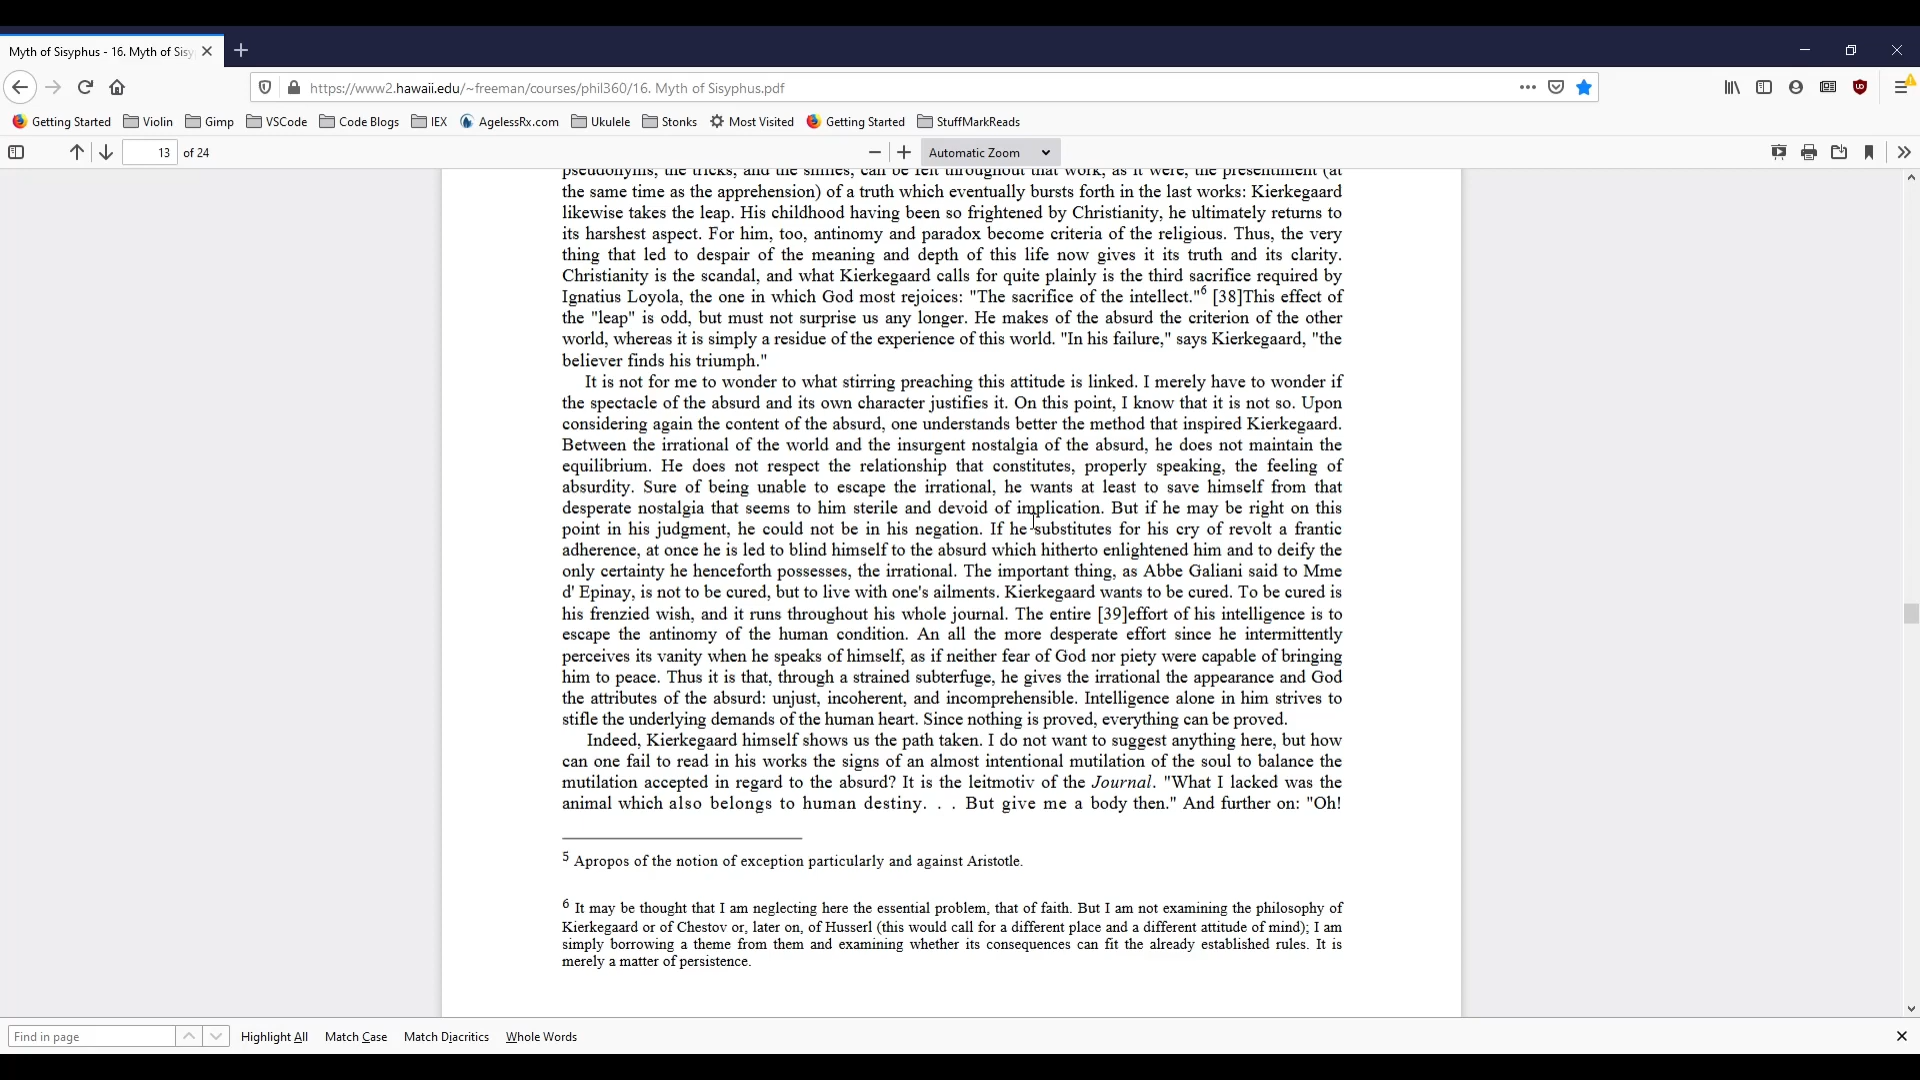 Myth of Sisyphus - 16. Myth of Sisy
https://www2.hawaii.edu/~freeman/courses/phil360/16. Myth of Sisyphus.pdf
Getting Started Violin Gimp VSCode Code Blogs IEX AgelessRx.com Ukulele Stonks Most Visited Getting Started StuffMarkReads
13 of 24 Automatic Zoom
pseudonyms, the tricks, and the smiles, can be felt throughout that work, as it were, the presentiment (at
the same time as the apprehension) of a truth which eventually bursts forth in the last works: Kierkegaard
likewise takes the leap. His childhood having been so frightened by Christianity, he ultimately returns to
its harshest aspect. For him, too, antinomy and paradox become criteria of the religious. Thus, the very
thing that led to despair of the meaning and depth of this life now gives it its truth and its clarity.
Christianity is the scandal, and what Kierkegaard calls for quite plainly is the third sacrifice required by
Ignatius Loyola, the one in which God most rejoices: "The sacrifice of the intellect."6 [38]This effect of
the "leap" is odd, but must not surprise us any longer. He makes of the absurd the criterion of the other
world, whereas it is simply a residue of the experience of this world. "In his failure," says Kierkegaard, "the
believer finds his triumph."
It is not for me to wonder to what stirring preaching this attitude is linked. I merely have to wonder if
the spectacle of the absurd and its own character justifies it. On this point, I know that it is not so. Upon
considering again the content of the absurd, one understands better the method that inspired Kierkegaard.
Between the irrational of the world and the insurgent nostalgia of the absurd, he does not maintain the
equilibrium. He does not respect the relationship that constitutes, properly speaking, the feeling of
absurdity. Sure of being unable to escape the irrational, he wants at least to save himself from that
desperate nostalgia that seems to him sterile and devoid of implication. But if he may be right on this
point in his judgment, he could not be in his negation. If he substitutes for his cry of revolt a frantic
adherence, at once he is led to blind himself to the absurd which hitherto enlightened him and to deify the
only certainty he henceforth possesses, the irrational. The important thing, as Abbe Galiani said to Mme
d' Epinay, is not to be cured, but to live with one's ailments. Kierkegaard wants to be cured. To be cured is
his frenzied wish, and it runs throughout his whole journal. The entire [39]effort of his intelligence is to
escape the antinomy of the human condition. An all the more desperate effort since he intermittently
perceives its vanity when he speaks of himself, as if neither fear of God nor piety were capable of bringing
him to peace. Thus it is that, through a strained subterfuge, he gives the irrational the appearance and God
the attributes of the absurd: unjust, incoherent, and incomprehensible. Intelligence alone in him strives to
stifle the underlying demands of the human heart. Since nothing is proved, everything can be proved.
Indeed, Kierkegaard himself shows us the path taken. I do not want to suggest anything here, but how
can one fail to read in his works the signs of an almost intentional mutilation of the soul to balance the
mutilation accepted in regard to the absurd? It is the leitmotiv of the Journal. "What I lacked was the
animal which also belongs to human destiny. . . But give me a body then." And further on: "Oh!
5 Apropos of the notion of exception particularly and against Aristotle.
6 It may be thought that I am neglecting here the essential problem, that of faith. But I am not examining the philosophy of
Kierkegaard or of Chestov or, later on, of Husserl (this would call for a different place and a different attitude of mind); I am
simply borrowing a theme from them and examining whether its consequences can fit the already established rules. It is
merely a matter of persistence.
Find in page Highlight All Match Case Match Diacritics Whole Words